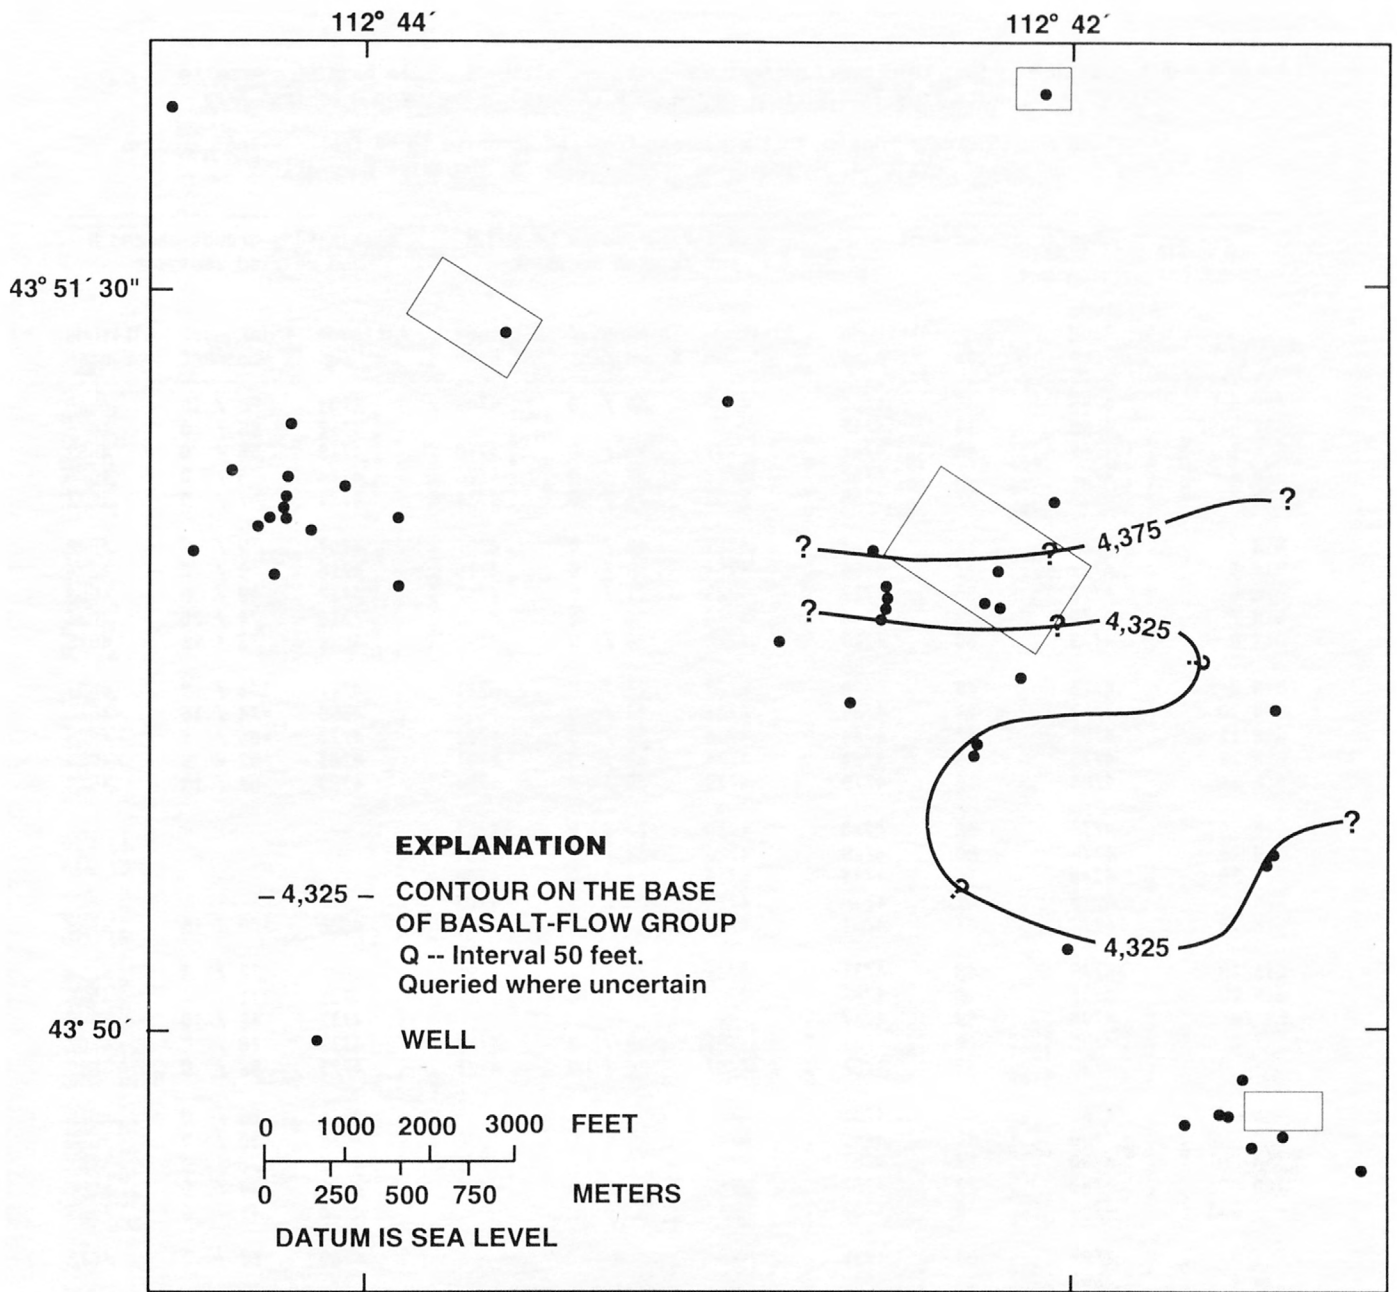 112° 44´ 112° 42´
43° 51´ 30"
?
4,375
?
?
?
4,325
?
?
?
EXPLANATION
– 4,325 – CONTOUR ON THE BASE
OF BASALT-FLOW GROUP
Q -- Interval 50 feet.
Queried where uncertain
?
4,325
43° 50´
WELL
0 1000 2000 3000 FEET
0 250 500 750 METERS
DATUM IS SEA LEVEL